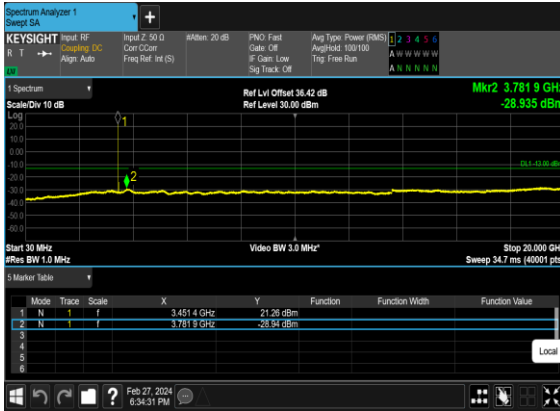 Spectrum Analyzer 1
Swept SA
+
KEYSIGHT Input: RF Input Z: 50 Ω #Atten: 20 dB PNO: Fast Avg Type: Power (RMS) 1 2 3 4 5 6
R T Coupling: DC Corr CCorr Gate: Off Avg|Hold: 100/100 A W W W W W
Align: Auto Freq Ref: Int (S) IF Gain: Low Trig: Free Run
Sig Track: Off A N N N N N
1 Spectrum Ref Lvl Offset 36.42 dB Mkr2 3.781 9 GHz
Scale/Div 10 dB Ref Level 30.00 dBm -28.935 dBm
Log
20.0
10.0
0.00
-10.0
-20.0
-30.0
-40.0
-50.0
-60.0
1
2
DL1 -13.00 dBm
Start 30 MHz Video BW 3.0 MHz* Stop 20.000 GHz
#Res BW 1.0 MHz Sweep 34.7 ms (40001 pts)
5 Marker Table
Mode Trace Scale X Y Function Function Width Function Value
1 N 1 f 3.451 4 GHz 21.26 dBm
2 N 1 f 3.781 9 GHz -28.94 dBm
3
4
5
6
Local
? Feb 27, 2024
6:34:31 PM